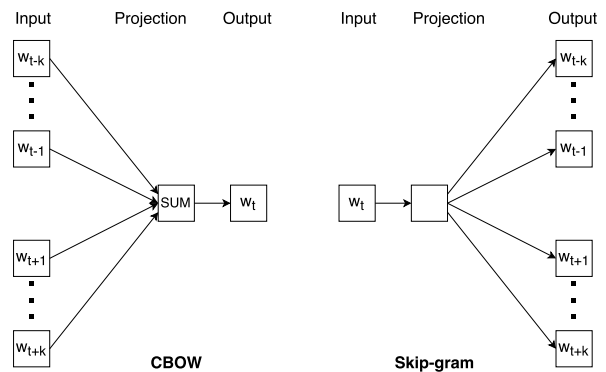 Input Projection Output Input Projection Output
w_{t-k} w_{t-k}
w_{t-1} w_{t-1}
SUM w_t w_t
w_{t+1} w_{t+1}
w_{t+k} w_{t+k}
CBOW Skip-gram